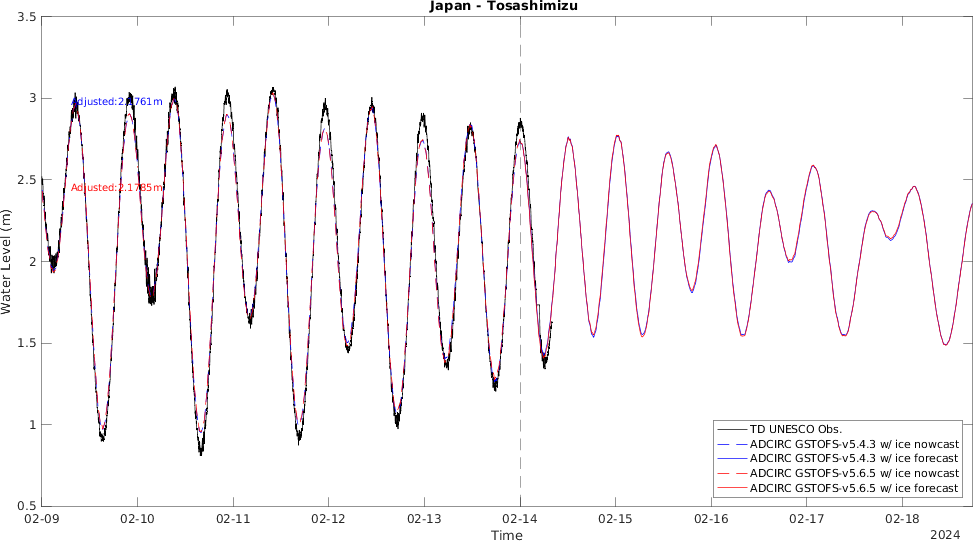 Japan - Tosashimizu
3.5
3
2.5
2
1.5
1
0.5
Water Level (m)
Adjusted:2.1761m
Adjusted:2.1785m
TD UNESCO Obs.
ADCIRC GSTOFS-v5.4.3 w/ ice nowcast
ADCIRC GSTOFS-v5.4.3 w/ ice forecast
ADCIRC GSTOFS-v5.6.5 w/ ice nowcast
ADCIRC GSTOFS-v5.6.5 w/ ice forecast
02-09 02-10 02-11 02-12 02-13 02-14 02-15 02-16 02-17 02-18
Time
2024